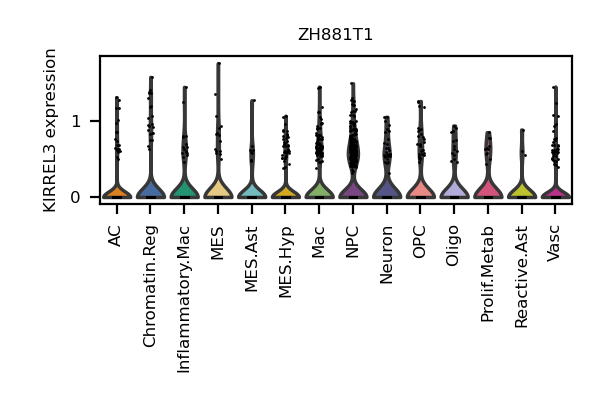 ZH881T1
KIRREL3 expression
1
0
AC
Chromatin.Reg
Inflammatory.Mac
MES
MES.Ast
MES.Hyp
Mac
NPC
Neuron
OPC
Oligo
Prolif.Metab
Reactive.Ast
Vasc